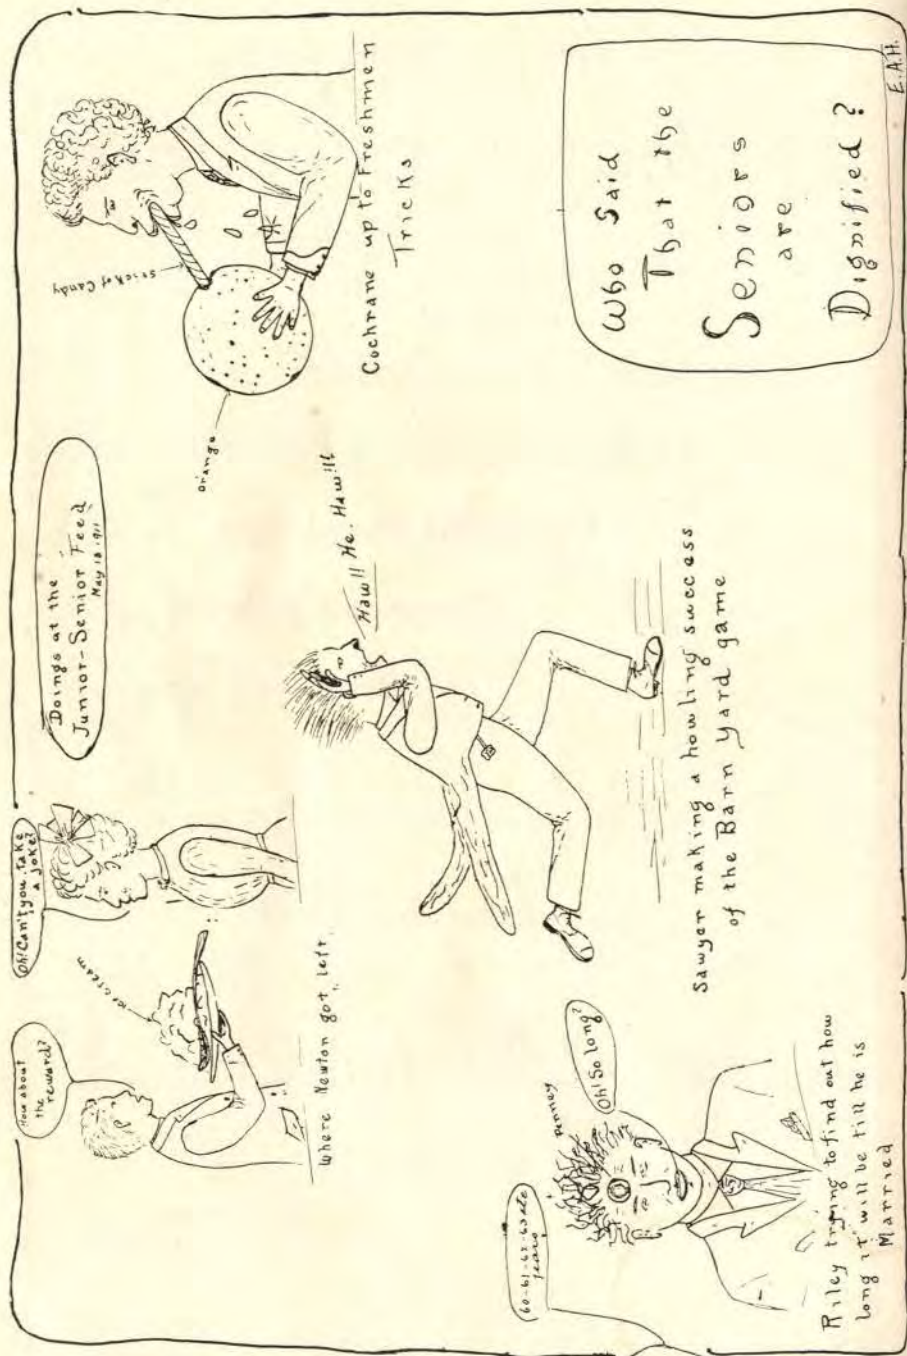 How about
the reward?
Oh! Can't you take
a joke?
ice cream
Where Newton got left.
Doings at the
Junior-Senior Feed
May 12, 1911
Stick of Candy
orange
Cochrane up to Freshmen
Tricks
60-61-62-63 etc
years
Oh! So long?
penney
Riley trying to find out how
long "it" will be till he is
Married
Haw!! He. Haw!!!
Sawyer making a howling success
of the Barn Yard game
Who Said
That the
Seniors
are
Dignified?
E.A.H.